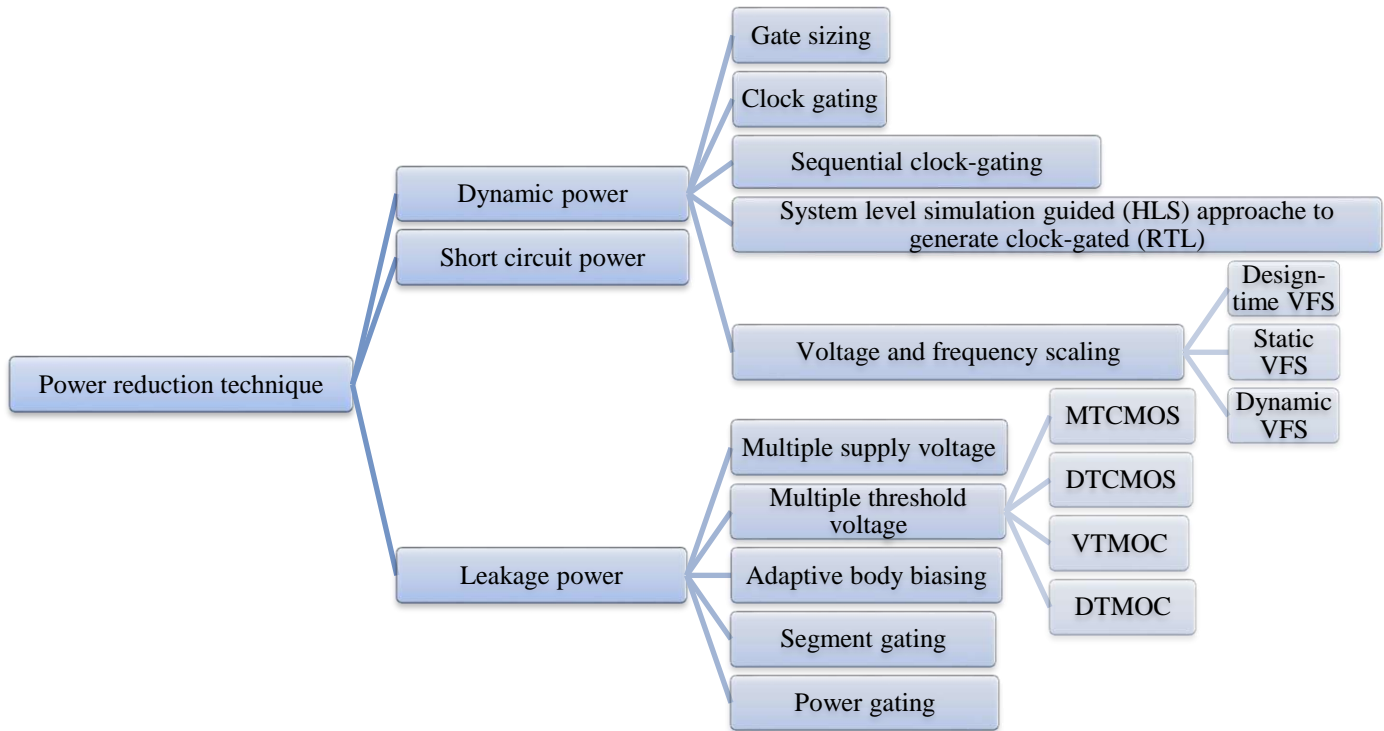 Power reduction technique
Dynamic power
Short circuit power
Leakage power
Gate sizing
Clock gating
Sequential clock-gating
System level simulation guided (HLS) approache to
generate clock-gated (RTL)
Voltage and frequency scaling
Design-
time VFS
Static
VFS
Dynamic
VFS
Multiple supply voltage
Multiple threshold
voltage
Adaptive body biasing
Segment gating
Power gating
MTCMOS
DTCMOS
VTMOC
DTMOC